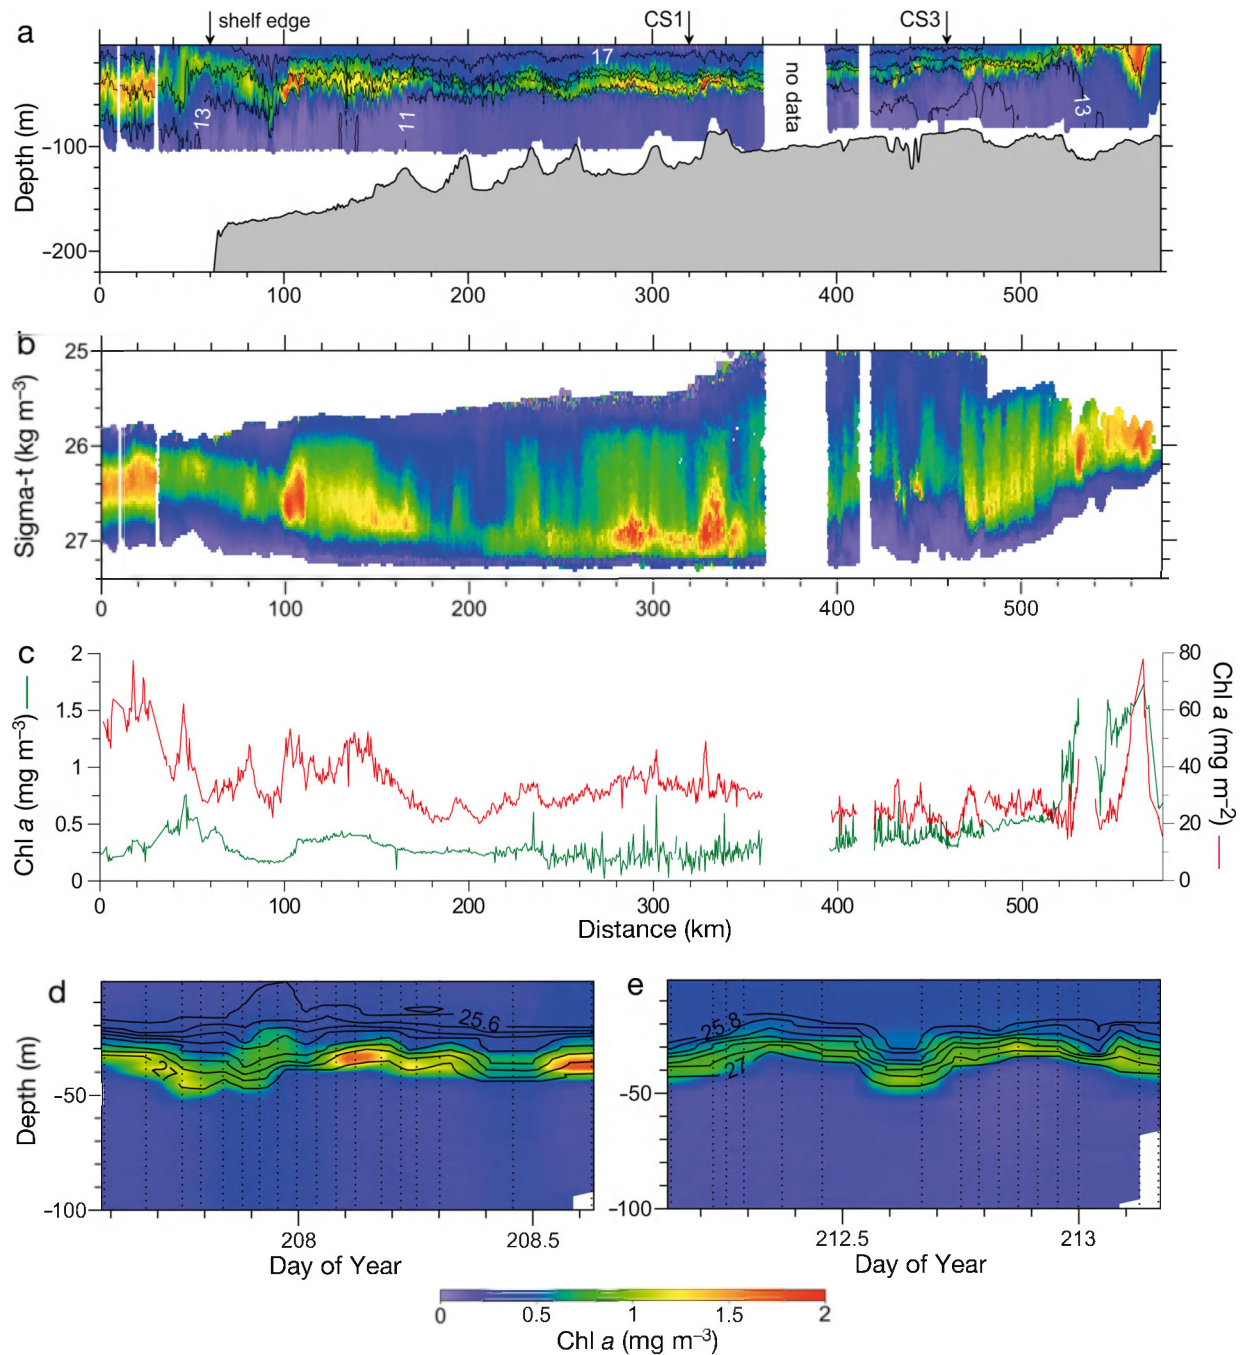 a
shelf edge
CS1
CS3
Depth (m)
−100
−200
17
13
11
no data
13
0 100 200 300 400 500
b
Sigma-t (kg m⁻³)
25
26
27
0 100 200 300 400 500
c
Chl a (mg m⁻³)
2
1.5
1
0.5
0
80
60
40
20
0
Chl a (mg m⁻²)
0 100 200 300 400 500
Distance (km)
d
Depth (m)
−50
−100
25.6
27
208 208.5
Day of Year
e
−50
−100
25.8
27
212.5 213
Day of Year
0 0.5 1 1.5 2
Chl a (mg m⁻³)